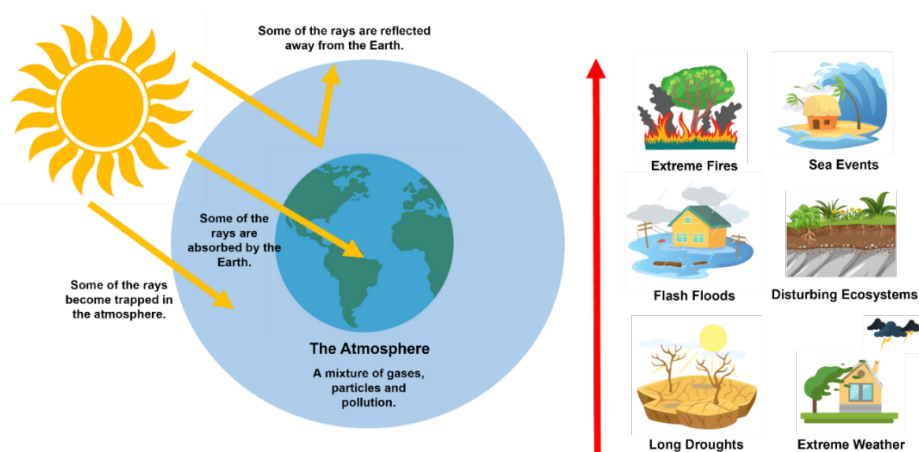 Some of the rays are reflected
away from the Earth.
Some of the
rays are
absorbed by the
Earth.
Some of the rays
become trapped in
the atmosphere.
The Atmosphere
A mixture of gases,
particles and
pollution.
Extreme Fires
Sea Events
Flash Floods
Disturbing Ecosystems
Long Droughts
Extreme Weather